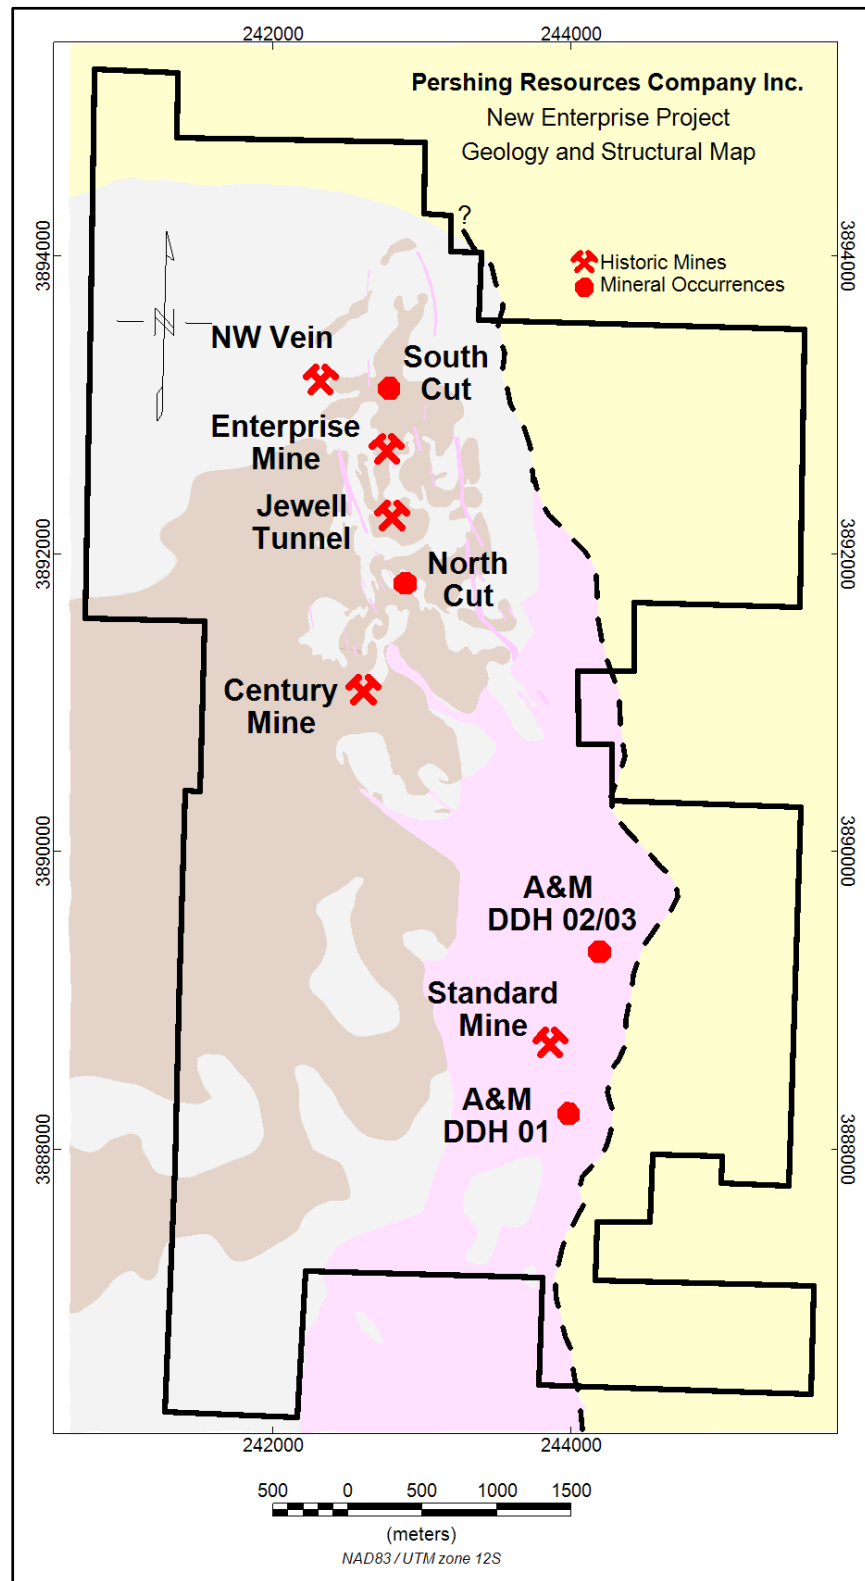 242000
244000
Pershing Resources Company Inc.
New Enterprise Project
Geology and Structural Map
?
3894000
3894000
Historic Mines
Mineral Occurrences
N
NW Vein
South
Cut
Enterprise
Mine
Jewell
Tunnel
3892000
3892000
North
Cut
Century
Mine
3890000
3890000
A&M
DDH 02/03
Standard
Mine
A&M
DDH 01
3888000
3888000
242000
244000
500 0 500 1000 1500
(meters)
NAD83 / UTM zone 12S